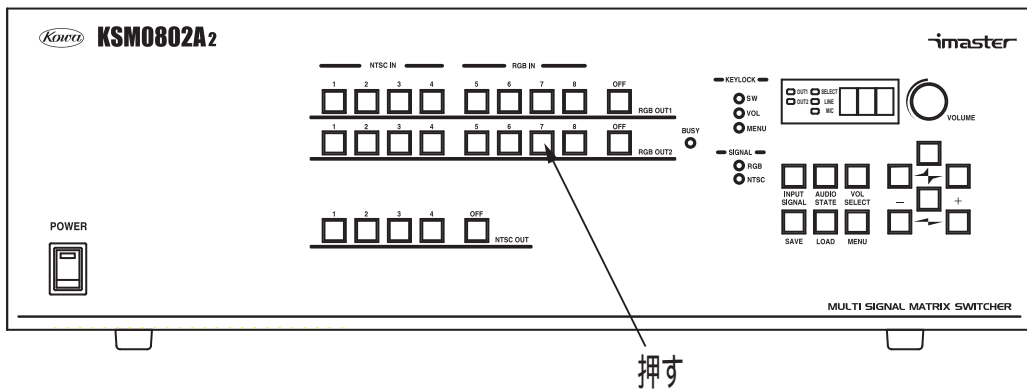 Kowa KSM0802A2
imaster
NTSC IN RGB IN
1 2 3 4 5 6 7 8 OFF
RGB OUT1
1 2 3 4 5 6 7 8 OFF
RGB OUT2
BUSY
KEYLOCK
SW
VOL
MENU
SIGNAL
RGB
NTSC
OUT1 SELECT
OUT2 LINE
MIC
VOLUME
INPUT SIGNAL
AUDIO STATE
VOL SELECT
− +
SAVE LOAD MENU
1 2 3 4 OFF
NTSC OUT
POWER
MULTI SIGNAL MATRIX SWITCHER
押す